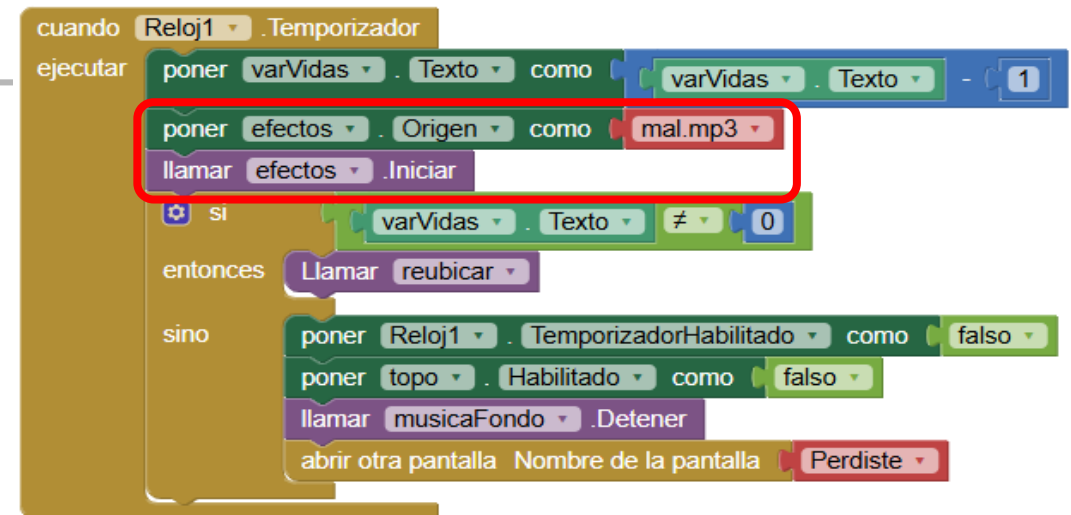 cuando Reloj1 .Temporizador
ejecutar poner varVidas . Texto como varVidas . Texto - 1
poner efectos . Origen como mal.mp3
llamar efectos .Iniciar
si varVidas . Texto ≠ 0
entonces Llamar reubicar
sino poner Reloj1 . TemporizadorHabilitado como falso
poner topo . Habilitado como falso
llamar musicaFondo .Detener
abrir otra pantalla Nombre de la pantalla Perdiste